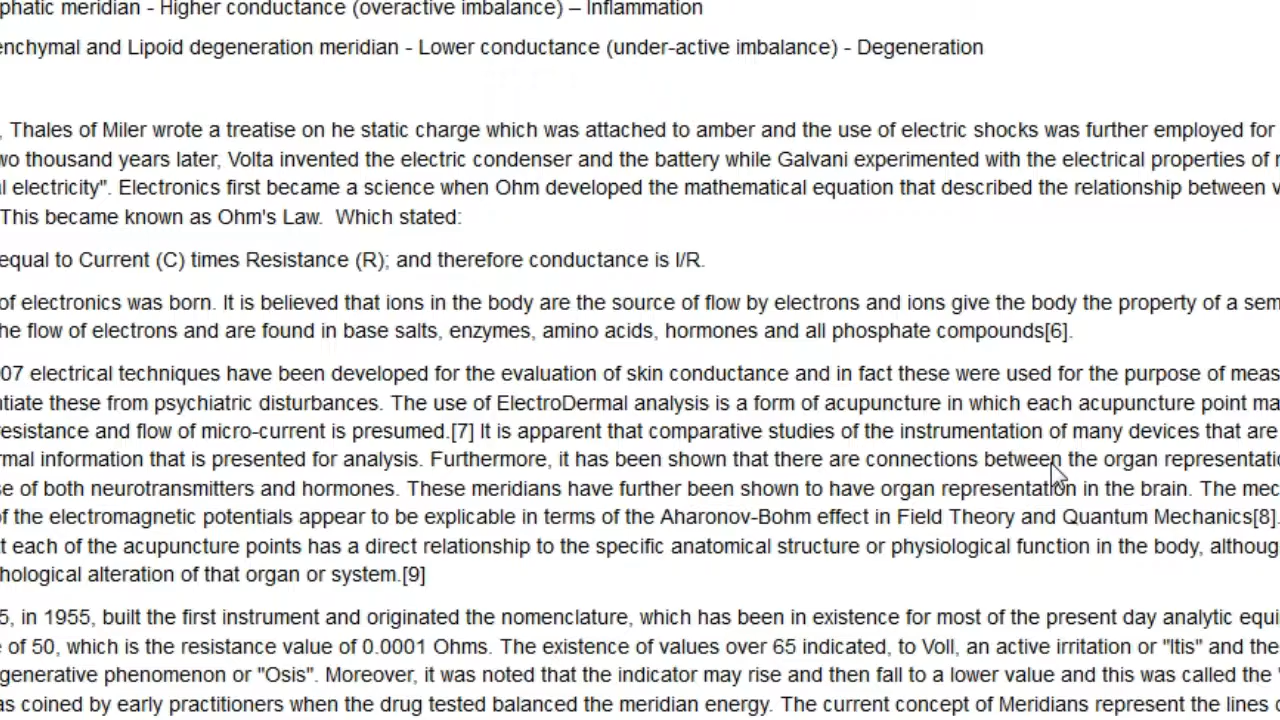 phatic meridian - Higher conductance (overactive imbalance) – Inflammation
enchymal and Lipoid degeneration meridian - Lower conductance (under-active imbalance) - Degeneration
, Thales of Miler wrote a treatise on he static charge which was attached to amber and the use of electric shocks was further employed for
wo thousand years later, Volta invented the electric condenser and the battery while Galvani experimented with the electrical properties of
l electricity". Electronics first became a science when Ohm developed the mathematical equation that described the relationship between v
This became known as Ohm's Law.  Which stated:
equal to Current (C) times Resistance (R); and therefore conductance is I/R.
of electronics was born. It is believed that ions in the body are the source of flow by electrons and ions give the body the property of a sem
he flow of electrons and are found in base salts, enzymes, amino acids, hormones and all phosphate compounds[6].
07 electrical techniques have been developed for the evaluation of skin conductance and in fact these were used for the purpose of meas
ntiate these from psychiatric disturbances. The use of ElectroDermal analysis is a form of acupuncture in which each acupuncture point ma
resistance and flow of micro-current is presumed.[7] It is apparent that comparative studies of the instrumentation of many devices that are
rmal information that is presented for analysis. Furthermore, it has been shown that there are connections between the organ representatio
se of both neurotransmitters and hormones. These meridians have further been shown to have organ representation in the brain. The mec
of the electromagnetic potentials appear to be explicable in terms of the Aharonov-Bohm effect in Field Theory and Quantum Mechanics[8].
t each of the acupuncture points has a direct relationship to the specific anatomical structure or physiological function in the body, althoug
hological alteration of that organ or system.[9]
5, in 1955, built the first instrument and originated the nomenclature, which has been in existence for most of the present day analytic equi
of 50, which is the resistance value of 0.0001 Ohms. The existence of values over 65 indicated, to Voll, an active irritation or "Itis" and the
generative phenomenon or "Osis". Moreover, it was noted that the indicator may rise and then fall to a lower value and this was called the "
as coined by early practitioners when the drug tested balanced the meridian energy. The current concept of Meridians represent the lines